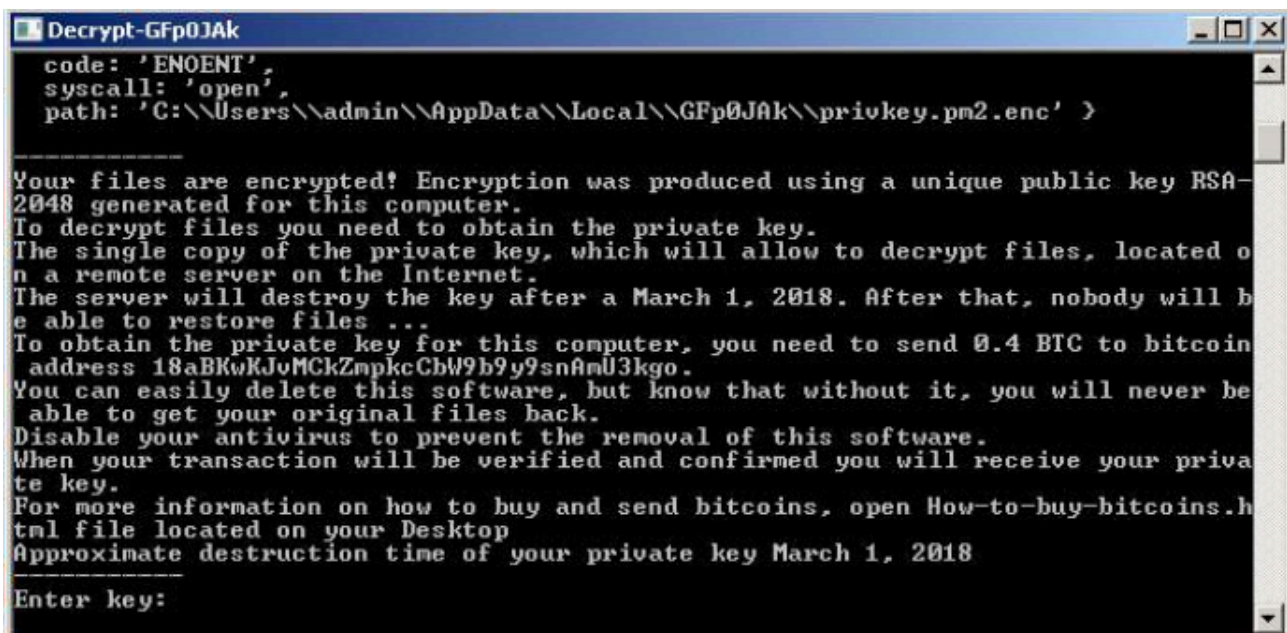 Decrypt-GFp0JAk
code: 'ENOENT',
syscall: 'open',
path: 'C:\\Users\\admin\\AppData\\Local\\GFp0JAk\\privkey.pm2.enc' }
-----------
Your files are encrypted! Encryption was produced using a unique public key RSA-
2048 generated for this computer.
To decrypt files you need to obtain the private key.
The single copy of the private key, which will allow to decrypt files, located o
n a remote server on the Internet.
The server will destroy the key after a March 1, 2018. After that, nobody will b
e able to restore files ...
To obtain the private key for this computer, you need to send 0.4 BTC to bitcoin
address 18aBKwKJvMCkZmpkcCbW9b9y9snAmU3kgo.
You can easily delete this software, but know that without it, you will never be
able to get your original files back.
Disable your antivirus to prevent the removal of this software.
When your transaction will be verified and confirmed you will receive your priva
te key.
For more information on how to buy and send bitcoins, open How-to-buy-bitcoins.h
tml file located on your Desktop
Approximate destruction time of your private key March 1, 2018
-----------
Enter key: